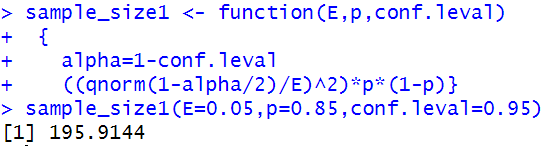 > sample_size1 <- function(E,p,conf.leval)
+  {
+    alpha=1-conf.leval
+    ((qnorm(1-alpha/2)/E)^2)*p*(1-p)}
> sample_size1(E=0.05,p=0.85,conf.leval=0.95)
[1] 195.9144